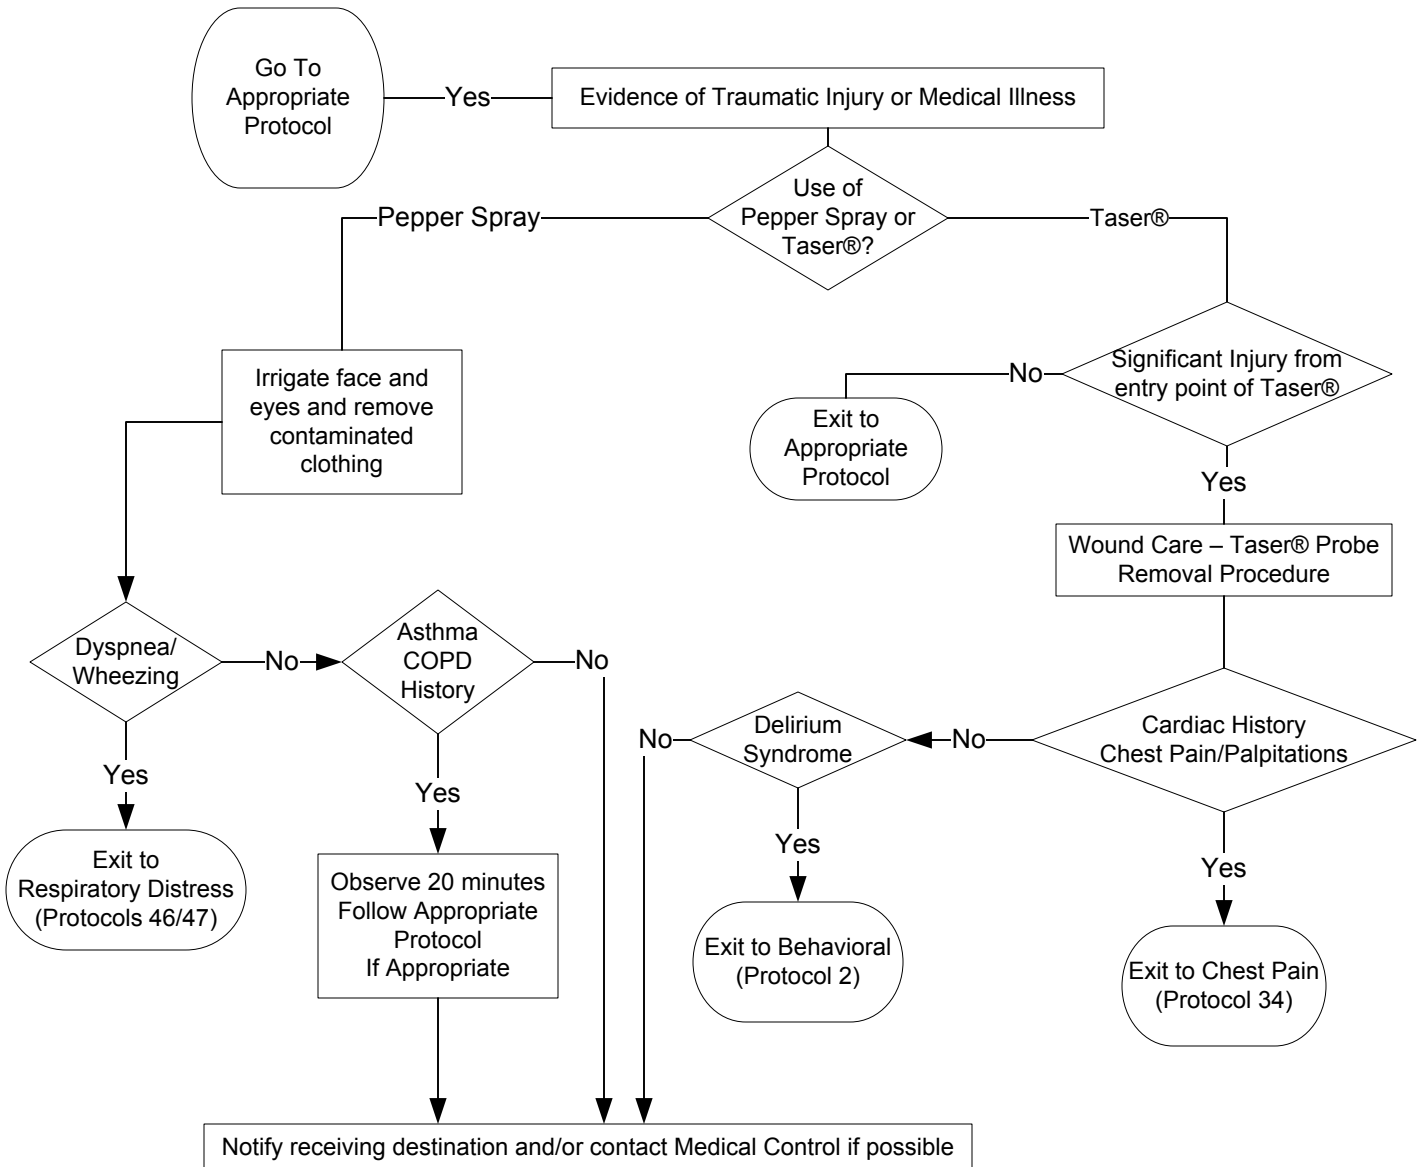 Go To
Appropriate
Protocol
Yes
Evidence of Traumatic Injury or Medical Illness
Use of
Pepper Spray or
Taser®?
Pepper Spray
Taser®
Irrigate face and
eyes and remove
contaminated
clothing
Significant Injury from
entry point of Taser®
No
Exit to
Appropriate
Protocol
Yes
Wound Care – Taser® Probe
Removal Procedure
Dyspnea/
Wheezing
No
Asthma
COPD
History
No
Cardiac History
Chest Pain/Palpitations
No
Delirium
Syndrome
No
Yes
Exit to
Respiratory Distress
(Protocols 46/47)
Yes
Observe 20 minutes
Follow Appropriate
Protocol
If Appropriate
Yes
Exit to Behavioral
(Protocol 2)
Yes
Exit to Chest Pain
(Protocol 34)
Notify receiving destination and/or contact Medical Control if possible